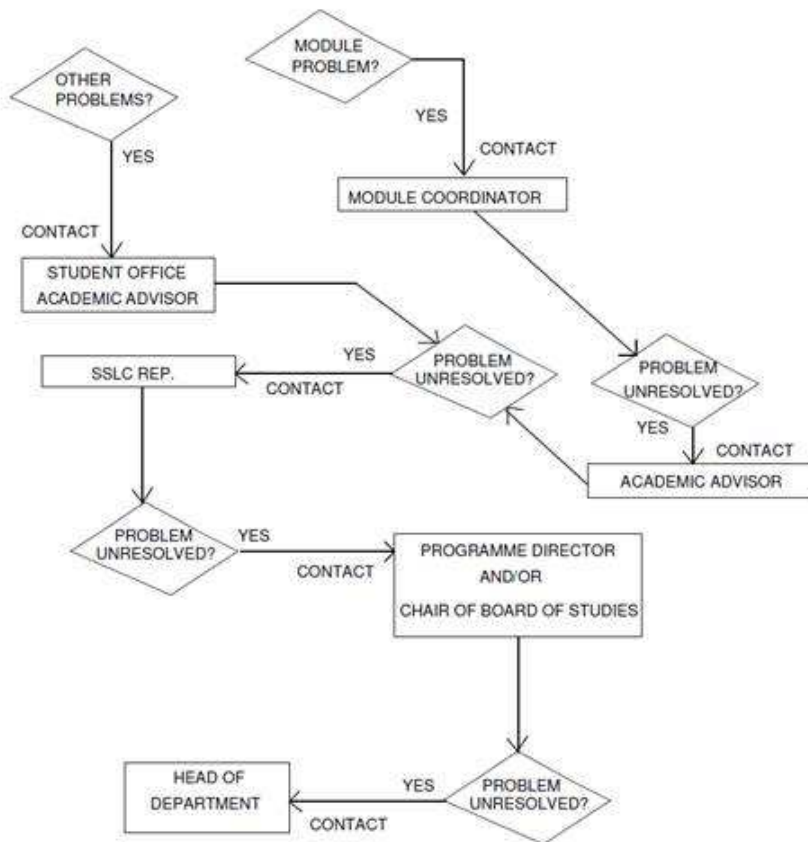 MODULE
PROBLEM?
OTHER
PROBLEMS?
YES
CONTACT
MODULE COORDINATOR
YES
CONTACT
STUDENT OFFICE
ACADEMIC ADVISOR
PROBLEM
UNRESOLVED?
YES
CONTACT
ACADEMIC ADVISOR
PROBLEM
UNRESOLVED?
YES
CONTACT
SSLC REP.
PROBLEM
UNRESOLVED?
YES
CONTACT
PROGRAMME DIRECTOR
AND/OR
CHAIR OF BOARD OF STUDIES
PROBLEM
UNRESOLVED?
YES
CONTACT
HEAD OF
DEPARTMENT